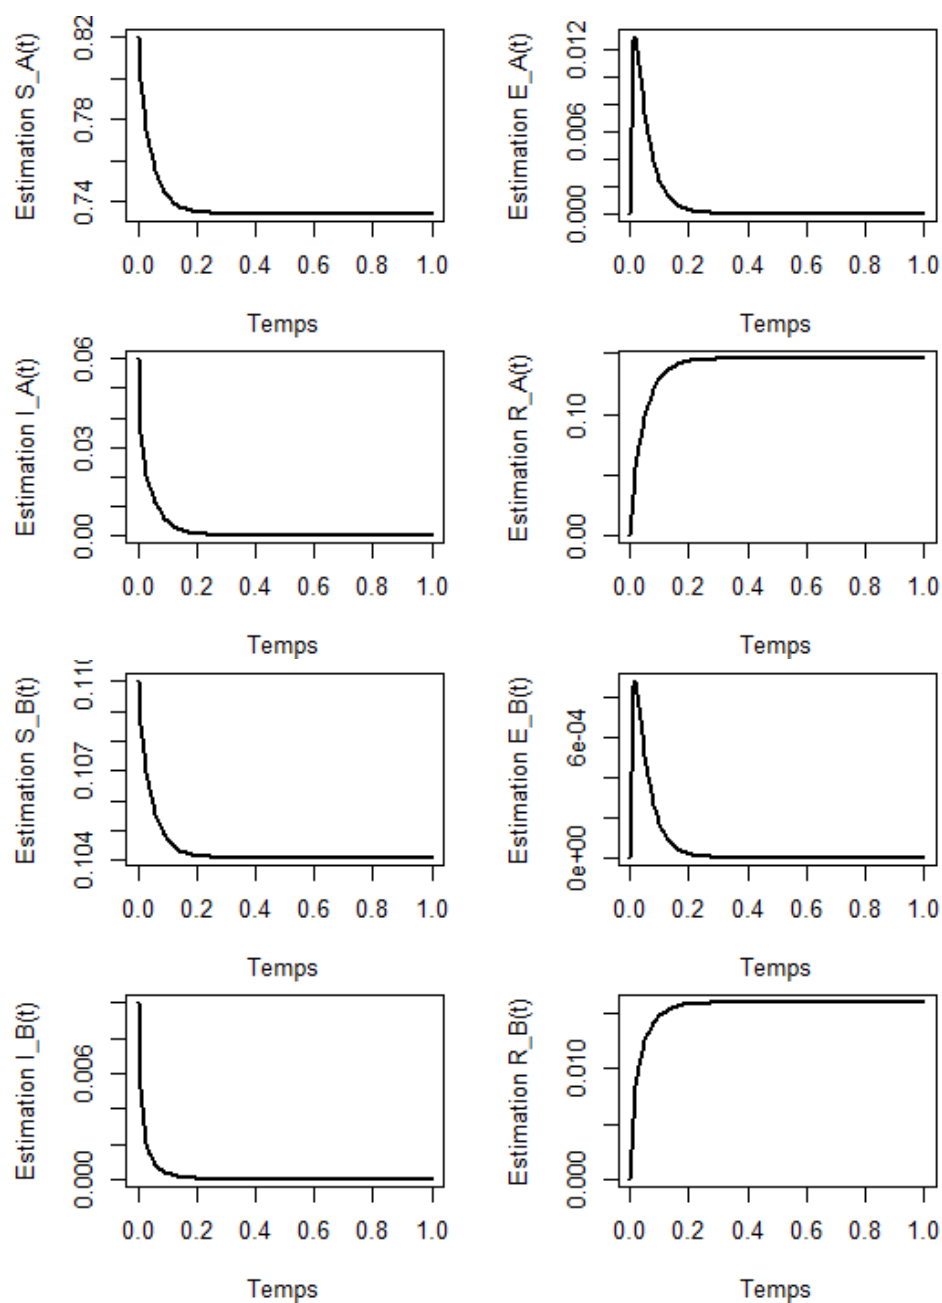 Estimation S_A(t)
0.74 0.78 0.82
0.0 0.2 0.4 0.6 0.8 1.0
Temps
Estimation E_A(t)
0.000 0.006 0.012
0.0 0.2 0.4 0.6 0.8 1.0
Temps
Estimation I_A(t)
0.00 0.03 0.06
0.0 0.2 0.4 0.6 0.8 1.0
Temps
Estimation R_A(t)
0.00 0.10
0.0 0.2 0.4 0.6 0.8 1.0
Temps
Estimation S_B(t)
0.104 0.107 0.110
0.0 0.2 0.4 0.6 0.8 1.0
Temps
Estimation E_B(t)
0e+00 6e-04
0.0 0.2 0.4 0.6 0.8 1.0
Temps
Estimation I_B(t)
0.000 0.006
0.0 0.2 0.4 0.6 0.8 1.0
Temps
Estimation R_B(t)
0.000 0.010
0.0 0.2 0.4 0.6 0.8 1.0
Temps